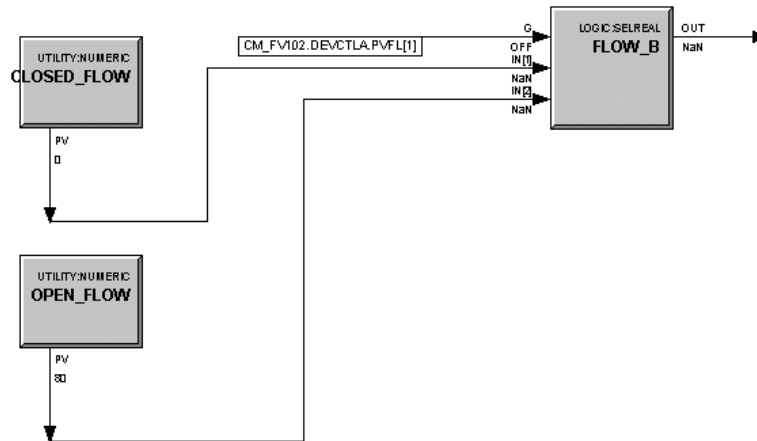 UTILITY:NUMERIC
CLOSED_FLOW
PV
0
UTILITY:NUMERIC
OPEN_FLOW
PV
80
CM_FV102.DEVCTLA.PVFL[1]
G
OFF
IN[1]
NaN
IN[2]
NaN
LOGIC:SELREAL
FLOW_B
OUT
NaN